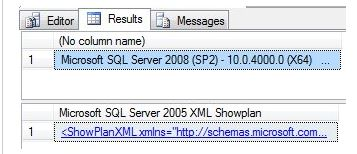 Editor Results Messages
(No column name)
1 Microsoft SQL Server 2008 (SP2) - 10.0.4000.0 (X64) ...
Microsoft SQL Server 2005 XML Showplan
1 <ShowPlanXML xmlns="http://schemas.microsoft.com...